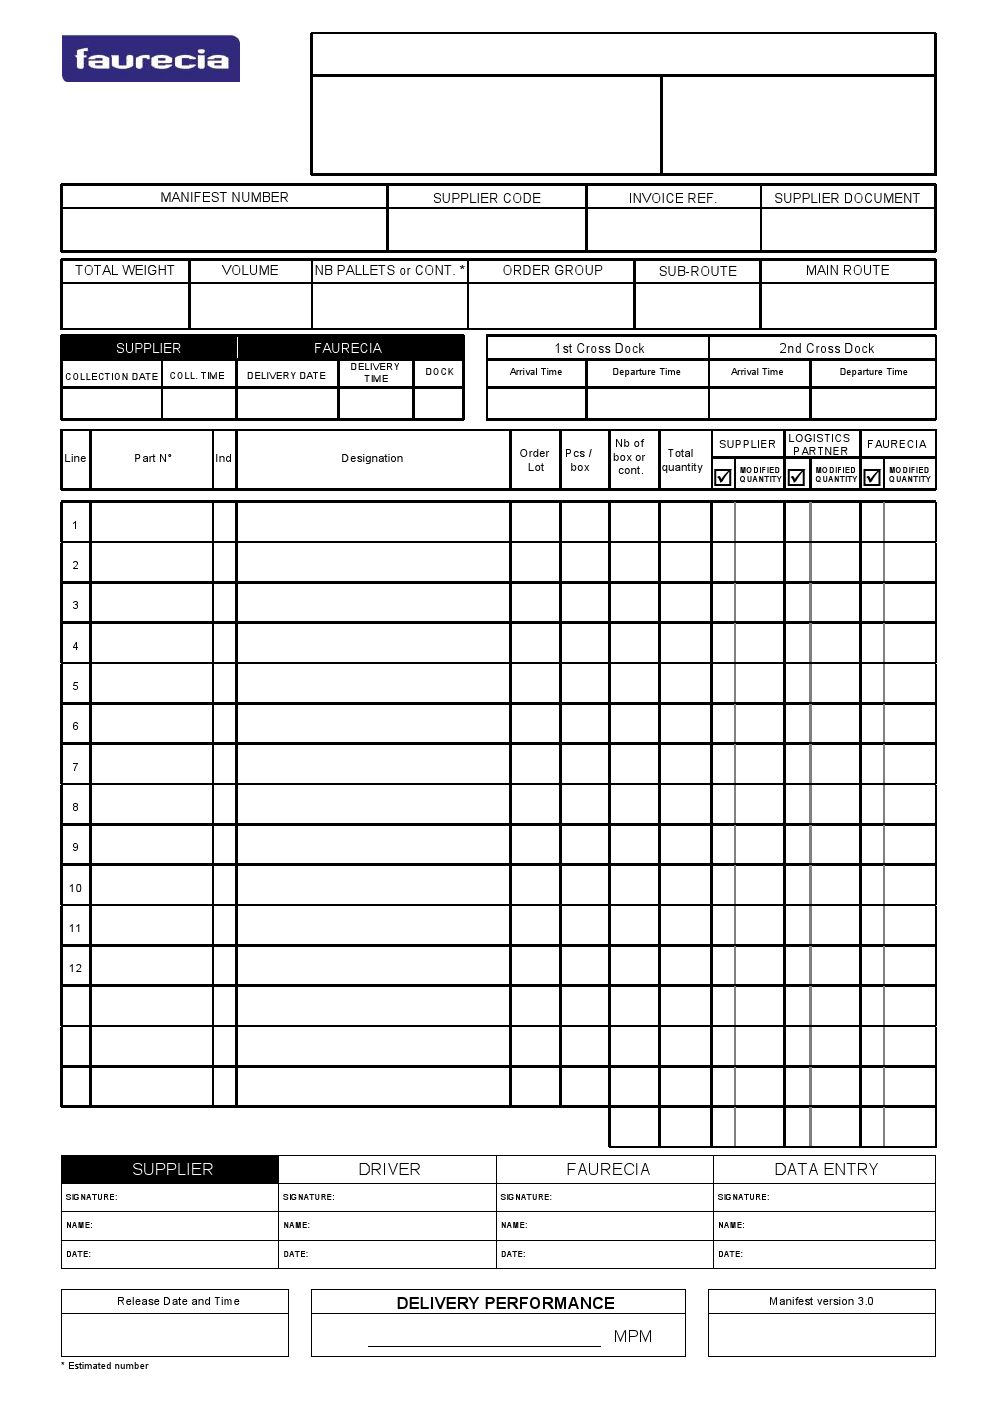 faurecia
MANIFEST NUMBER SUPPLIER CODE INVOICE REF. SUPPLIER DOCUMENT
TOTAL WEIGHT VOLUME NB PALLETS or CONT. * ORDER GROUP SUB-ROUTE MAIN ROUTE
SUPPLIER FAURECIA 1st Cross Dock 2nd Cross Dock
COLLECTION DATE COLL. TIME DELIVERY DATE DELIVERY TIME DOCK Arrival Time Departure Time Arrival Time Departure Time
Line Part N° Ind Designation Order Lot Pcs / box Nb of box or cont. Total quantity SUPPLIER LOGISTICS PARTNER FAURECIA
MODIFIED QUANTITY MODIFIED QUANTITY MODIFIED QUANTITY
1
2
3
4
5
6
7
8
9
10
11
12
SUPPLIER DRIVER FAURECIA DATA ENTRY
SIGNATURE: SIGNATURE: SIGNATURE: SIGNATURE:
NAME: NAME: NAME: NAME:
DATE: DATE: DATE: DATE:
Release Date and Time DELIVERY PERFORMANCE Manifest version 3.0
MPM
* Estimated number